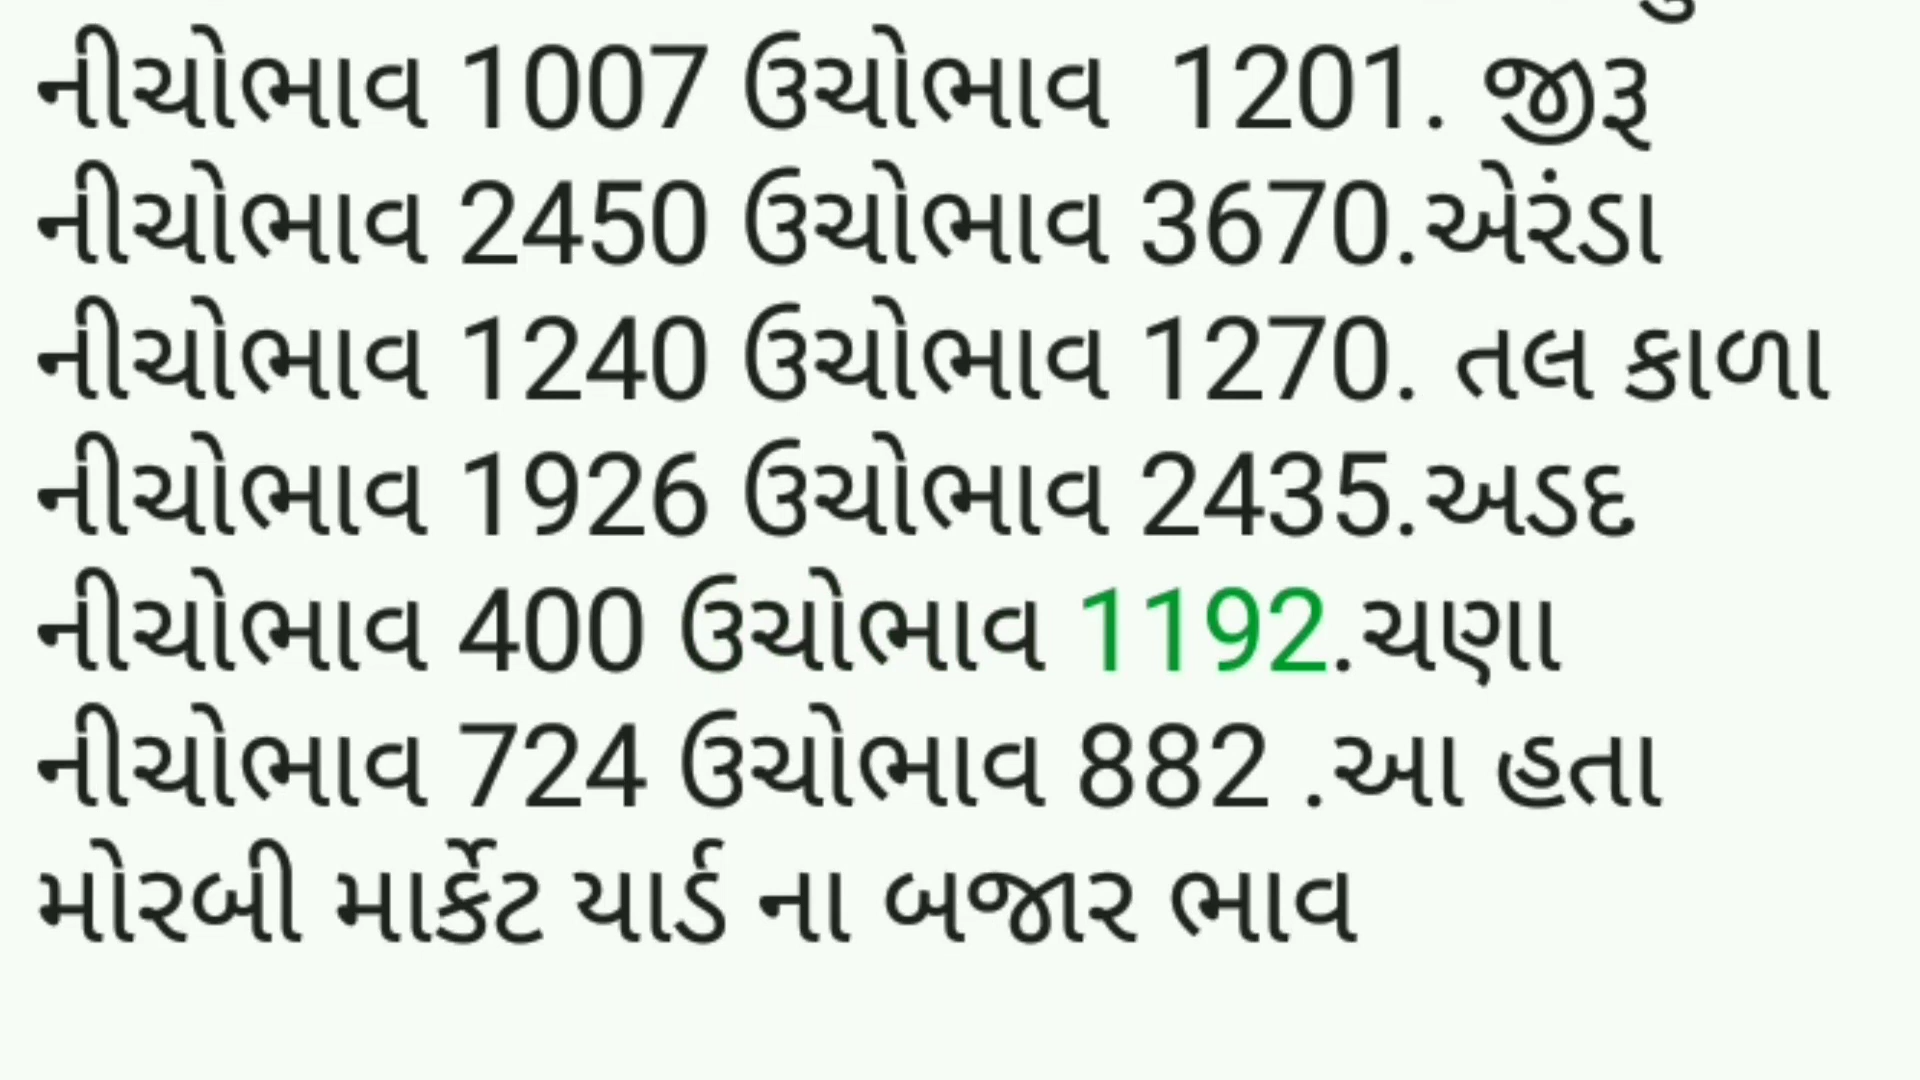 નીચોભાવ 1007 ઉચોભાવ  1201. જીરૂ
નીચોભાવ 2450 ઉચોભાવ 3670.એરંડા
નીચોભાવ 1240 ઉચોભાવ 1270. તલ કાળા
નીચોભાવ 1926 ઉચોભાવ 2435.અડદ
નીચોભાવ 400 ઉચોભાવ 1192.ચણા
નીચોભાવ 724 ઉચોભાવ 882 .આ હતા
મોરબી માર્કેટ યાર્ડ ના બજાર ભાવ